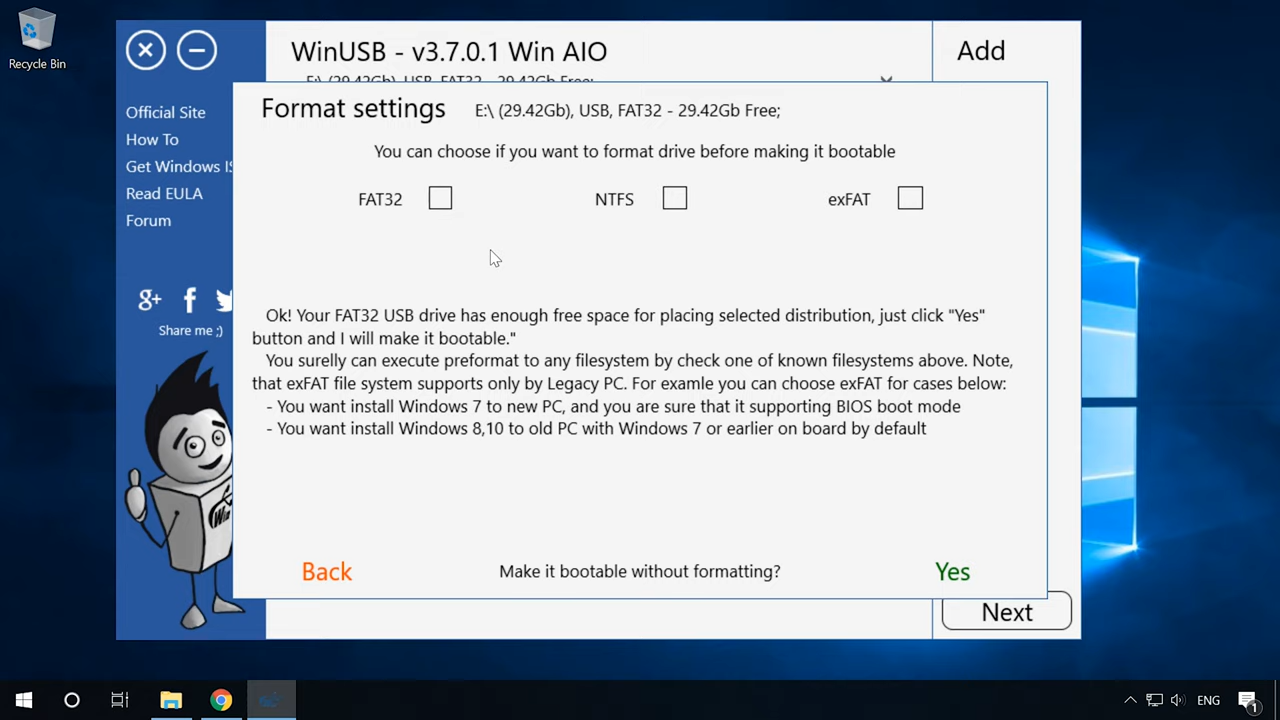 Recycle Bin
WinUSB - v3.7.0.1 Win AIO
Add
Official Site
How To
Get Windows IS
Read EULA
Forum
Share me ;)
Format settings
E:\ (29.42Gb), USB, FAT32 - 29.42Gb Free;
You can choose if you want to format drive before making it bootable
FAT32
NTFS
exFAT
Ok! Your FAT32 USB drive has enough free space for placing selected distribution, just click "Yes"
button and I will make it bootable."
You surelly can execute preformat to any filesystem by check one of known filesystems above. Note,
that exFAT file system supports only by Legacy PC. For examle you can choose exFAT for cases below:
- You want install Windows 7 to new PC, and you are sure that it supporting BIOS boot mode
- You want install Windows 8,10 to old PC with Windows 7 or earlier on board by default
Back
Make it bootable without formatting?
Yes
Next
ENG
1